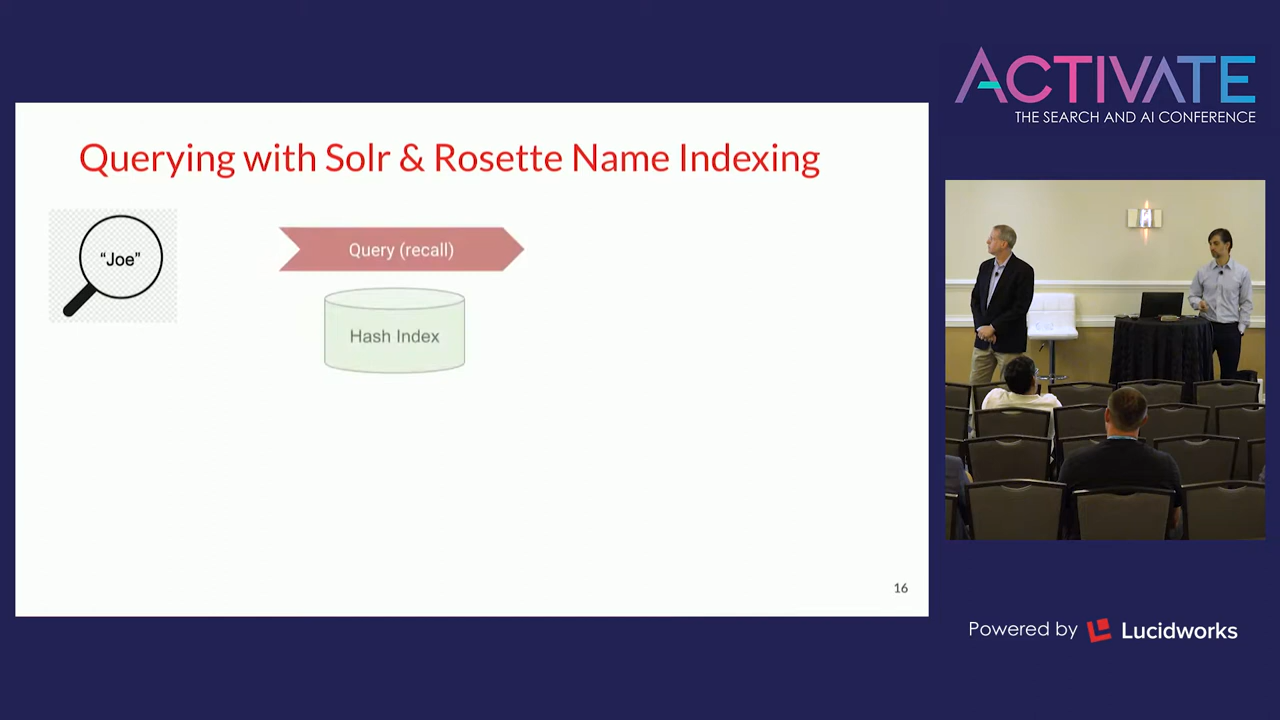 ACTIVATE
THE SEARCH AND AI CONFERENCE
Querying with Solr & Rosette Name Indexing
“Joe”
Query (recall)
Hash Index
16
Powered by Lucidworks